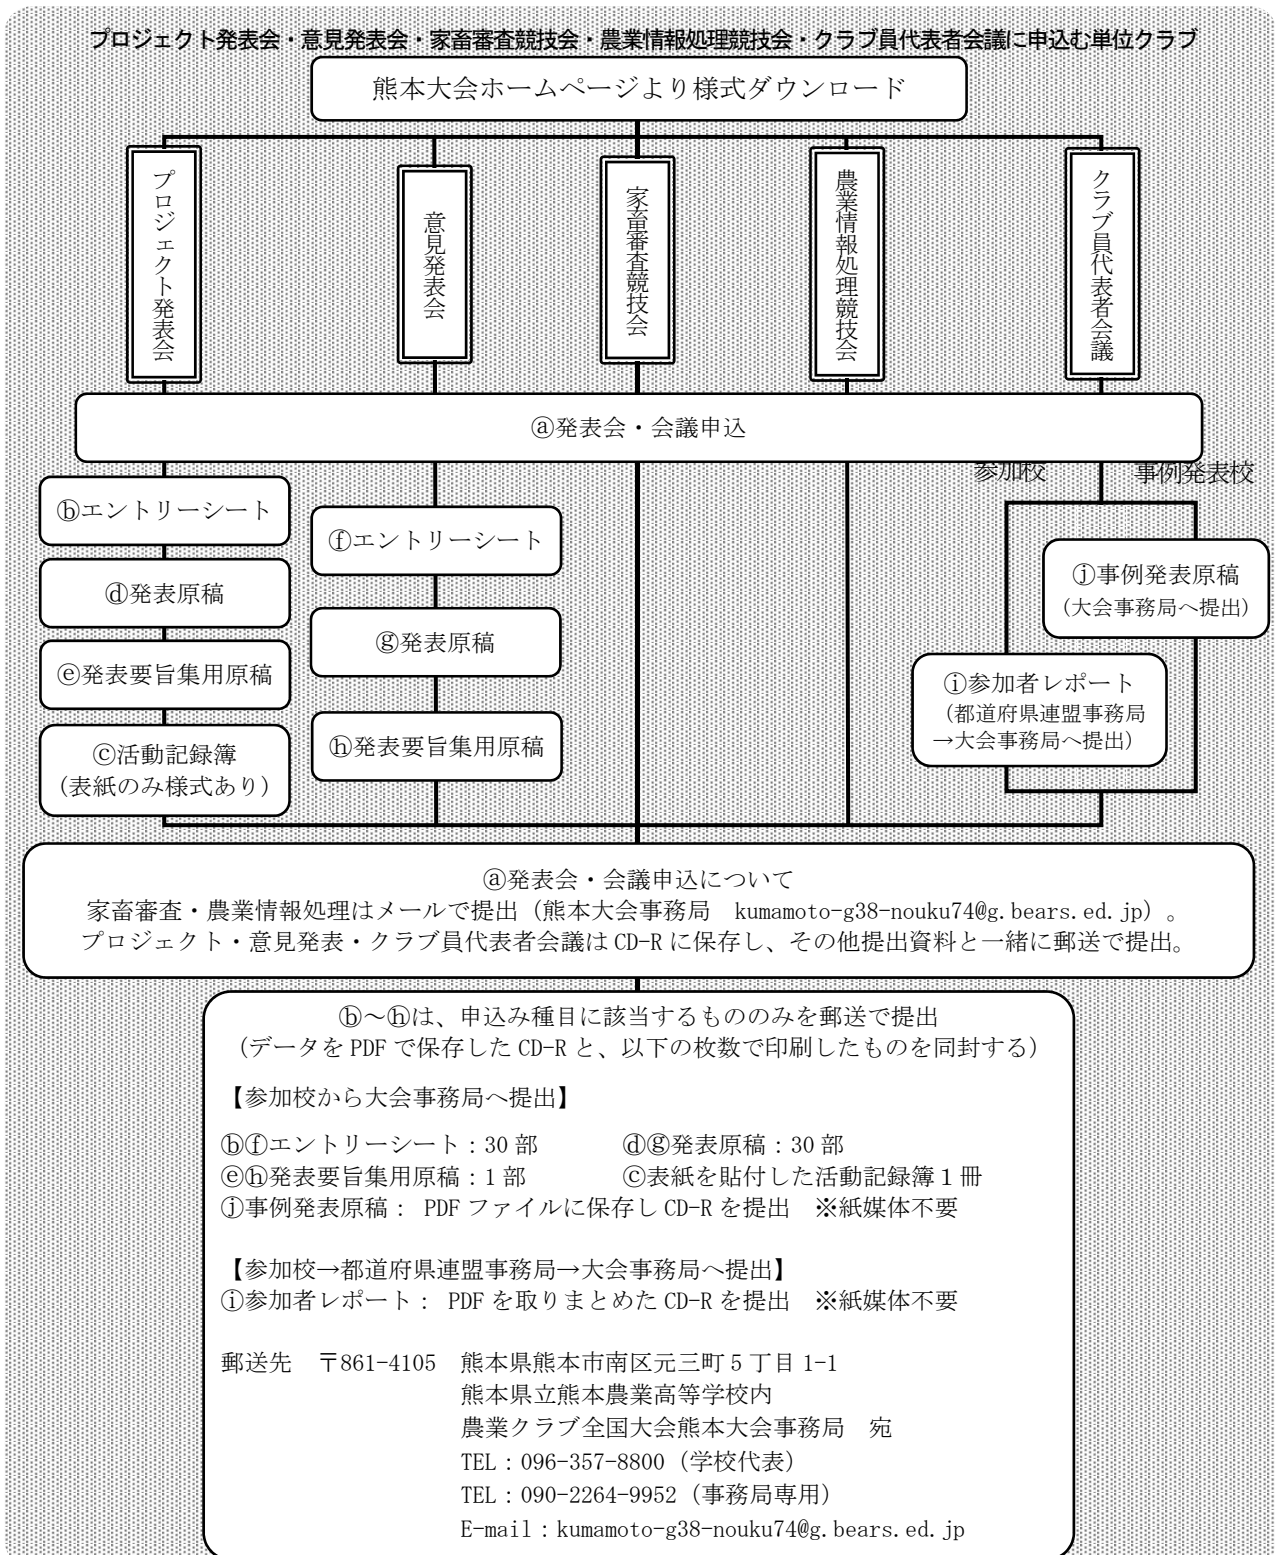 プロジェクト発表会・意見発表会・家畜審査競技会・農業情報処理競技会・クラブ員代表者会議に申込む単位クラブ
熊本大会ホームページより様式ダウンロード
プロジェクト発表会
意見発表会
家畜審査競技会
農業情報処理競技会
クラブ員代表者会議
ⓐ発表会・会議申込
参加校
事例発表校
ⓑエントリーシート
ⓓ発表原稿
ⓔ発表要旨集用原稿
ⓒ活動記録簿
(表紙のみ様式あり)
ⓕエントリーシート
ⓖ発表原稿
ⓗ発表要旨集用原稿
ⓙ事例発表原稿
(大会事務局へ提出)
ⓘ参加者レポート
(都道府県連盟事務局
→大会事務局へ提出)
ⓐ発表会・会議申込について
家畜審査・農業情報処理はメールで提出（熊本大会事務局　kumamoto-g38-nouku74@g.bears.ed.jp）。
プロジェクト・意見発表・クラブ員代表者会議は CD-R に保存し、その他提出資料と一緒に郵送で提出。
ⓑ～ⓗは、申込み種目に該当するもののみを郵送で提出
（データを PDF で保存した CD-R と、以下の枚数で印刷したものを同封する）
【参加校から大会事務局へ提出】
ⓑⓕエントリーシート：30 部　　　ⓓⓖ発表原稿：30 部
ⓔⓗ発表要旨集用原稿：1 部　　　ⓒ表紙を貼付した活動記録簿１冊
ⓙ事例発表原稿： PDF ファイルに保存し CD-R を提出　※紙媒体不要
【参加校→都道府県連盟事務局→大会事務局へ提出】
ⓘ参加者レポート： PDF を取りまとめた CD-R を提出　※紙媒体不要
郵送先　〒861-4105　熊本県熊本市南区元三町 5 丁目 1-1
熊本県立熊本農業高等学校内
農業クラブ全国大会熊本大会事務局　宛
TEL：096-357-8800（学校代表）
TEL：090-2264-9952（事務局専用）
E-mail：kumamoto-g38-nouku74@g.bears.ed.jp